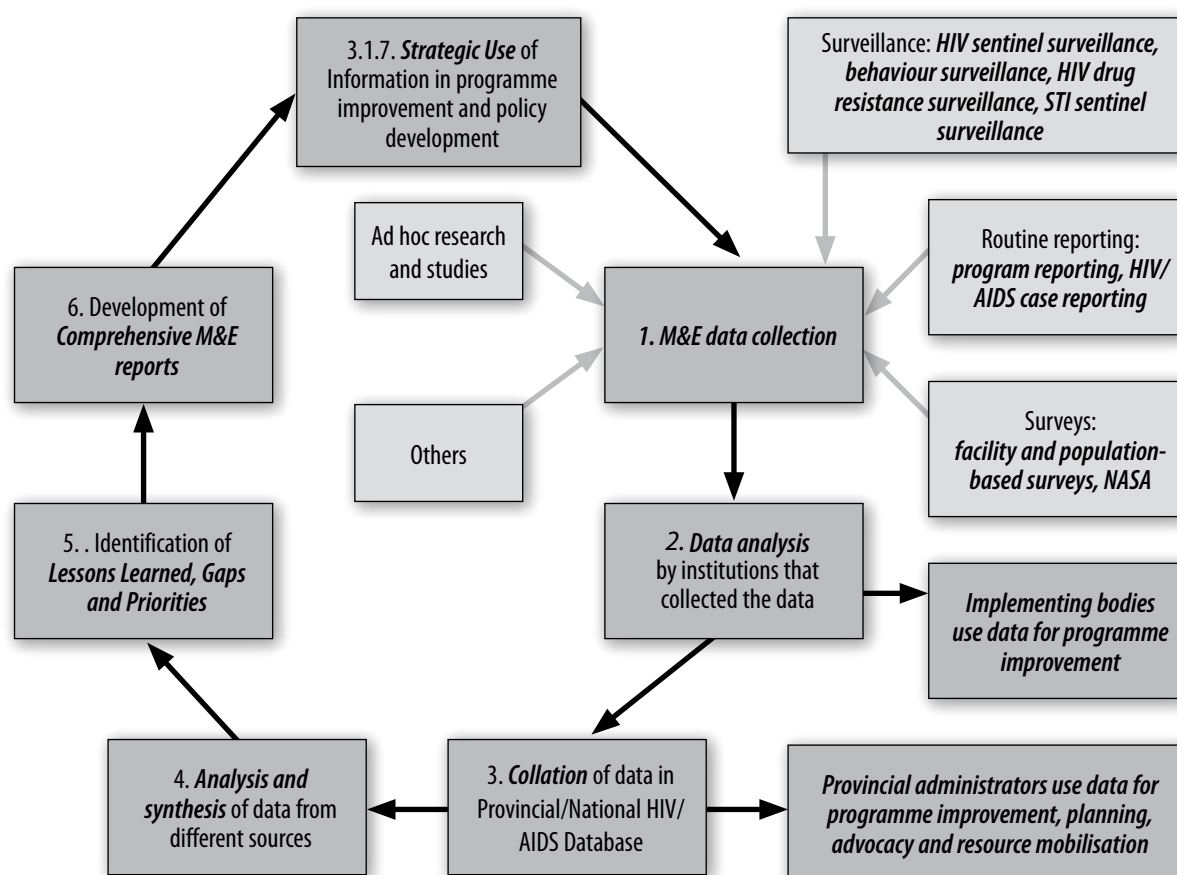 3.1.7. Strategic Use of
Information in programme
improvement and policy
development
Surveillance: HIV sentinel surveillance,
behaviour surveillance, HIV drug
resistance surveillance, STI sentinel
surveillance
Ad hoc research
and studies
Routine reporting:
program reporting, HIV/
AIDS case reporting
6. Development of
Comprehensive M&E
reports
1. M&E data collection
Others
Surveys:
facility and population-
based surveys, NASA
5. . Identification of
Lessons Learned, Gaps
and Priorities
2. Data analysis
by institutions that
collected the data
Implementing bodies
use data for programme
improvement
4. Analysis and
synthesis of data from
different sources
3. Collation of data in
Provincial/National HIV/
AIDS Database
Provincial administrators use data for
programme improvement, planning,
advocacy and resource mobilisation